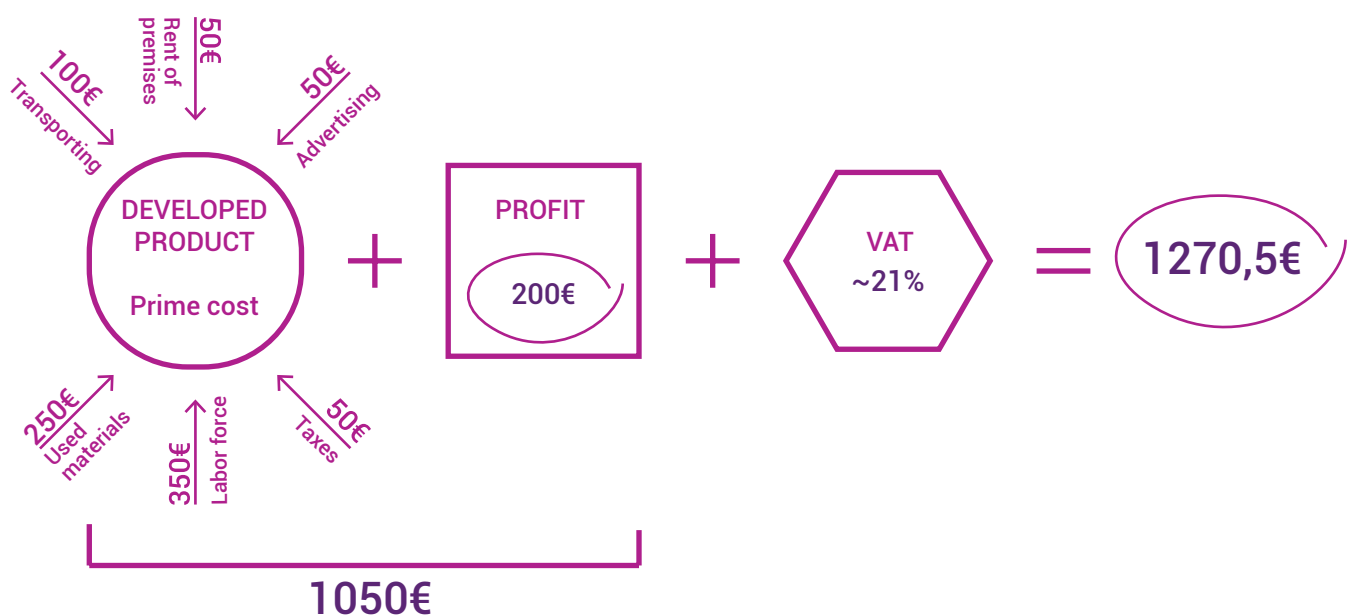 100€
Transporting
50€
Rent of
premises
50€
Advertising
DEVELOPED
PRODUCT
Prime cost
250€
Used
materials
350€
Labor force
50€
Taxes
+
PROFIT
200€
+
VAT
~21%
=
1270,5€
1050€